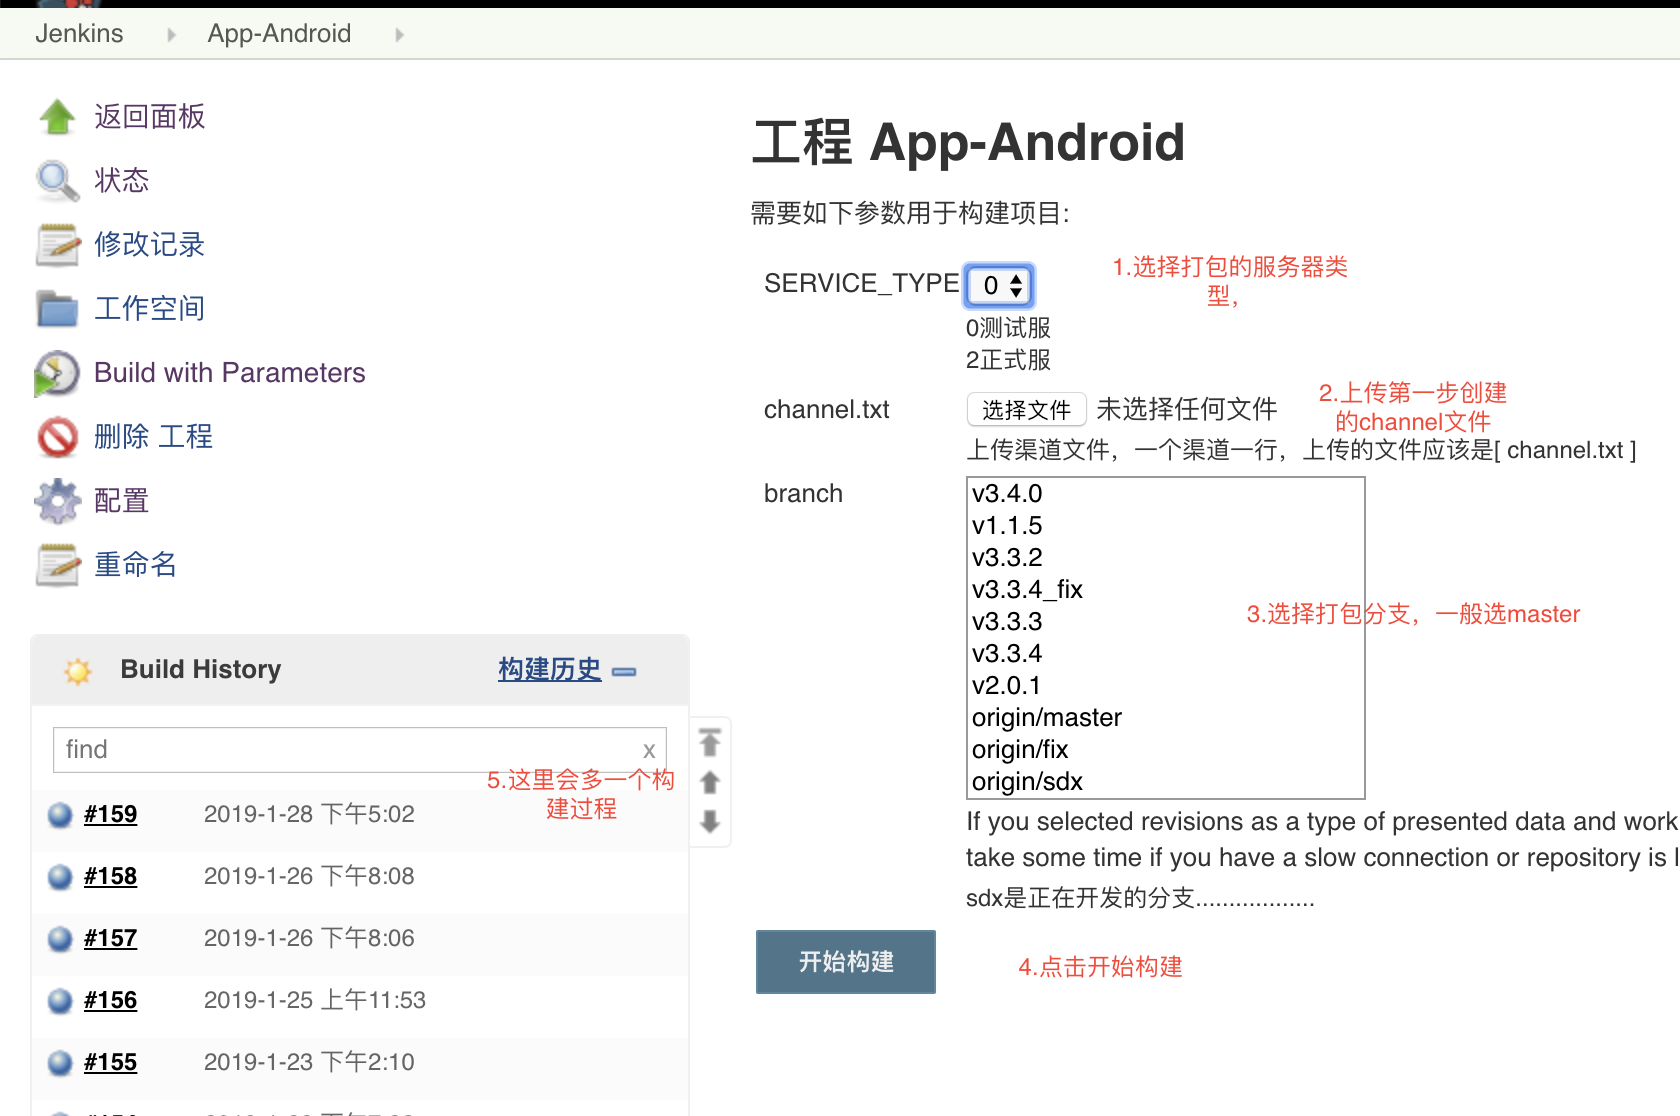 Jenkins
App-Android
返回面板
状态
修改记录
工作空间
Build with Parameters
删除 工程
配置
重命名
Build History
构建历史
find
x
5.这里会多一个构
建过程
#159 2019-1-28 下午5:02
#158 2019-1-26 下午8:08
#157 2019-1-26 下午8:06
#156 2019-1-25 上午11:53
#155 2019-1-23 下午2:10
工程 App-Android
需要如下参数用于构建项目:
SERVICE_TYPE
0
1.选择打包的服务器类
型，
0测试服
2正式服
channel.txt
选择文件 未选择任何文件
2.上传第一步创建
的channel文件
上传渠道文件，一个渠道一行，上传的文件应该是[ channel.txt ]
branch
v3.4.0
v1.1.5
v3.3.2
v3.3.4_fix
v3.3.3
v3.3.4
v2.0.1
origin/master
origin/fix
origin/sdx
3.选择打包分支，一般选master
If you selected revisions as a type of presented data and work
take some time if you have a slow connection or repository is
sdx是正在开发的分支..................
开始构建
4.点击开始构建